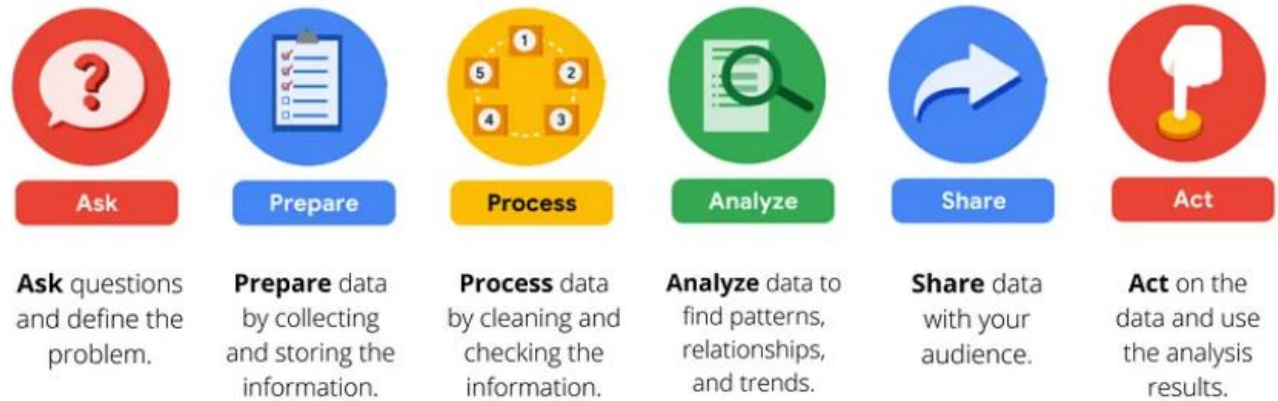 ?
1
5
2
4
3
Ask
Prepare
Process
Analyze
Share
Act
Ask questions
and define the
problem.
Prepare data
by collecting
and storing the
information.
Process data
by cleaning and
checking the
information.
Analyze data to
find patterns,
relationships,
and trends.
Share data
with your
audience.
Act on the
data and use
the analysis
results.